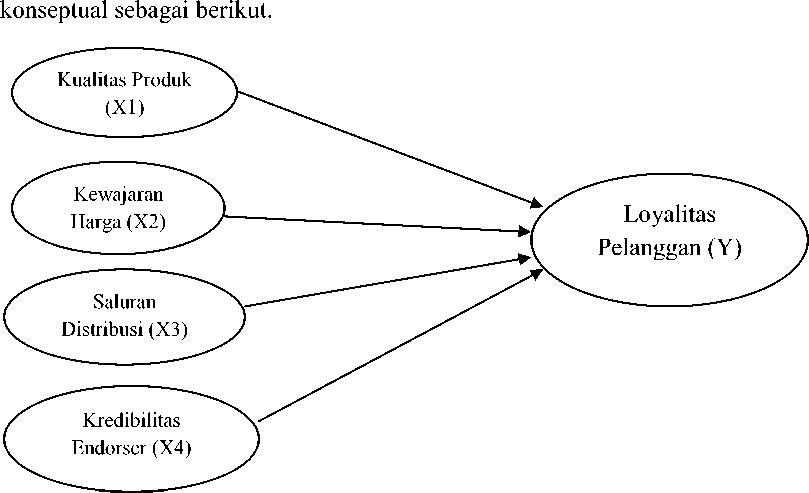 konseptual sebagai berikut.
Kualitas Produk
(X1)
Kewajaran
Harga (X2)
Saluran
Distribusi (X3)
Kredibilitas
Endorser (X4)
Loyalitas
Pelanggan (Y)